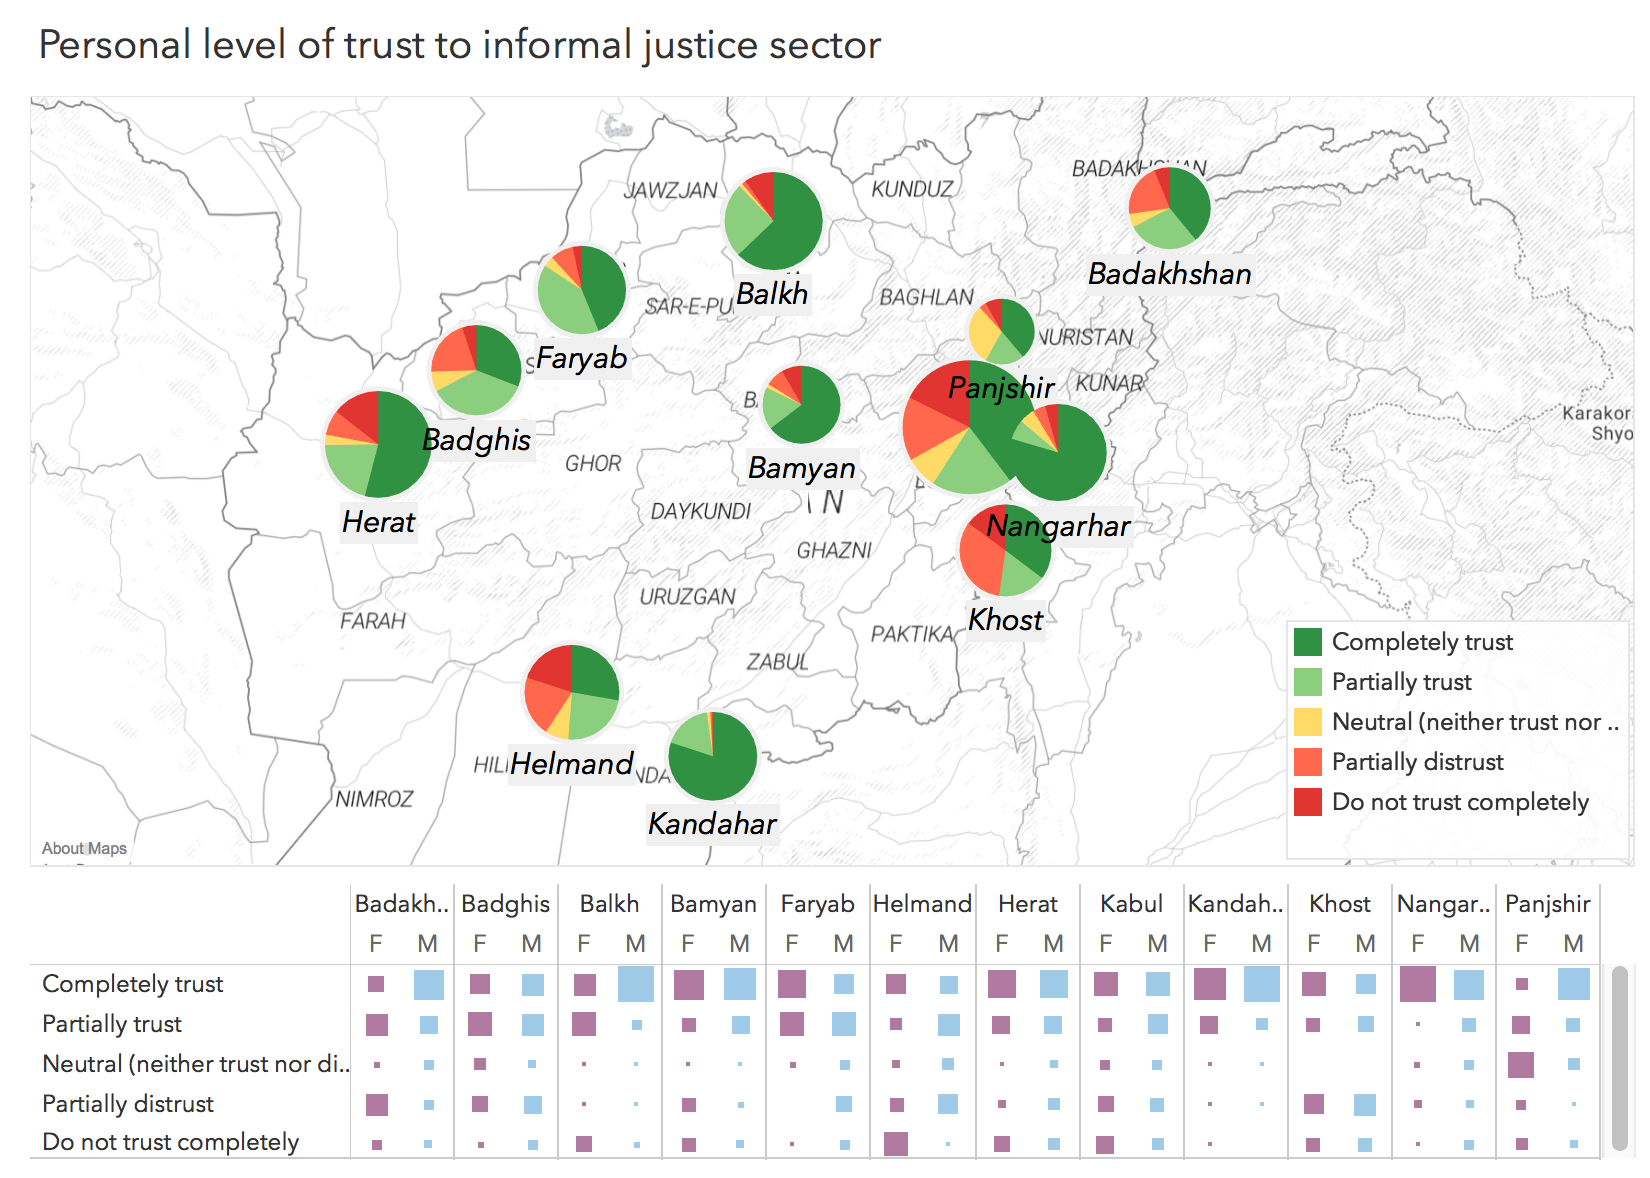 Personal level of trust to informal justice sector
JAWZJAN
KUNDUZ
Balkh
SAR-E-PU
BAGHLAN
NURISTAN
Badakhshan
Faryab
Panjshir
KUNAR
Karakor
Shyo
Badghis
GHOR
Bamyan
Herat
DAYKUNDI
N
Nangarhar
GHAZNI
URUZGAN
FARAH
Khost
PAKTIKA
ZABUL
Helmand
NIMROZ
Kandahar
About Maps
Completely trust
Partially trust
Neutral (neither trust nor ..
Partially distrust
Do not trust completely
Badakh.. Badghis Balkh Bamyan Faryab Helmand Herat Kabul Kandah.. Khost Nangar.. Panjshir
F M F M F M F M F M F M F M F M F M F M F M F M
Completely trust
Partially trust
Neutral (neither trust nor di..
Partially distrust
Do not trust completely